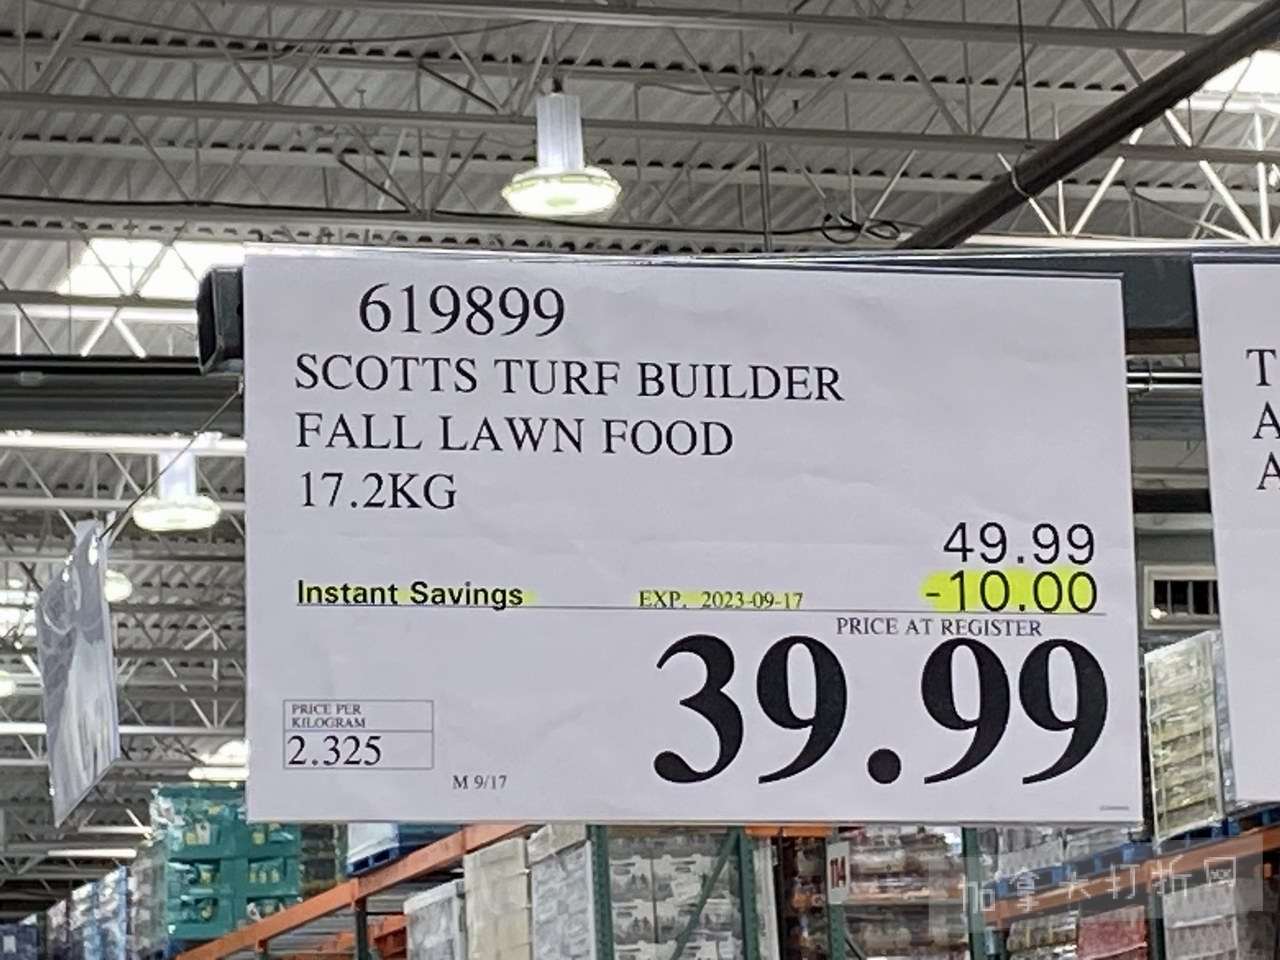 619899
SCOTTS TURF BUILDER
FALL LAWN FOOD
17.2KG
49.99
Instant Savings EXP. 2023-09-17 -10.00
PRICE AT REGISTER
39.99
PRICE PER
KILOGRAM
2.325
M 9/17
T
A
A
加拿大打折网